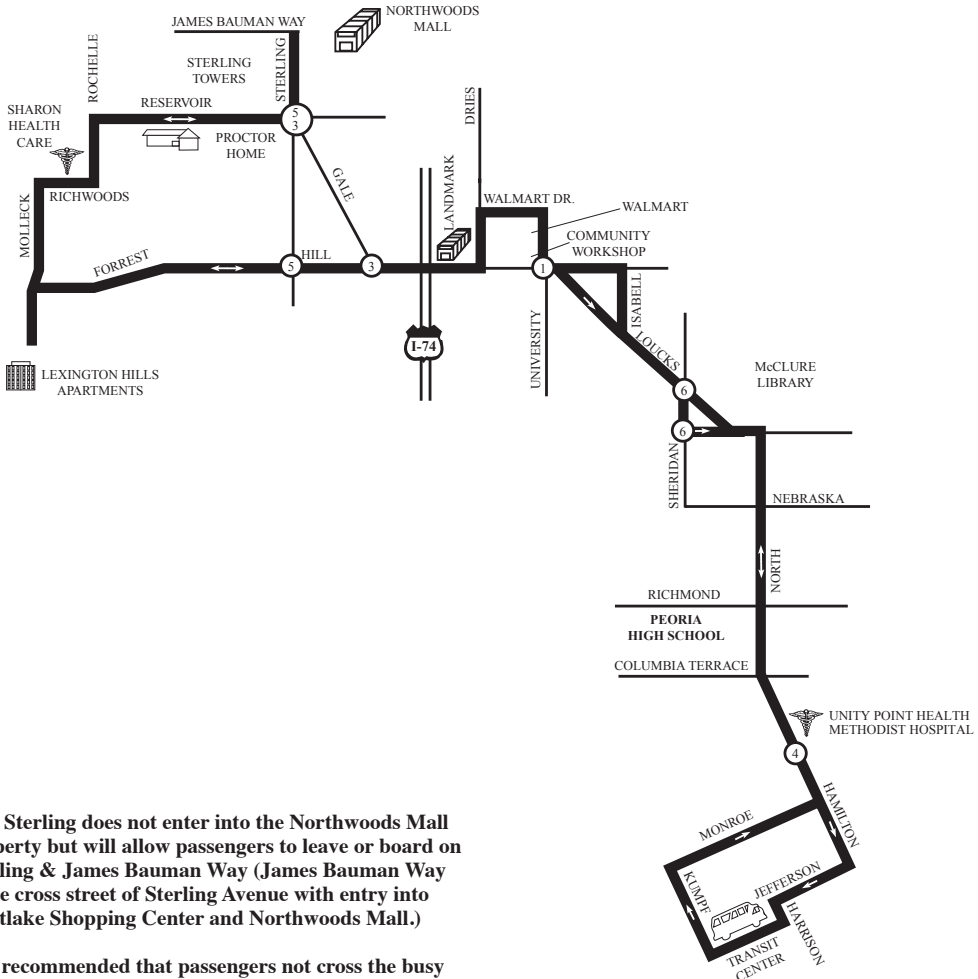 NORTHWOODS
MALL
JAMES BAUMAN WAY
ROCHELLE
STERLING
TOWERS
STERLING
RESERVOIR
5
3
PROCTOR
HOME
SHARON
HEALTH
CARE
RICHWOODS
MOLLECK
GALE
DRIES
LANDMARK
WALMART DR.
WALMART
COMMUNITY
WORKSHOP
FORREST
5
HILL
3
1
I-74
UNIVERSITY
ISABELL
LOUCKS
LEXINGTON HILLS
APARTMENTS
6
McCLURE
LIBRARY
6
SHERIDAN
NEBRASKA
NORTH
RICHMOND
PEORIA
HIGH SCHOOL
COLUMBIA TERRACE
UNITY POINT HEALTH
METHODIST HOSPITAL
4
HAMILTON
MONROE
JEFFERSON
KUMPF
HARRISON
TRANSIT
CENTER
Sterling does not enter into the Northwoods Mall
perty but will allow passengers to leave or board on
ling & James Bauman Way (James Bauman Way
e cross street of Sterling Avenue with entry into
tlake Shopping Center and Northwoods Mall.)
recommended that passengers not cross the busy